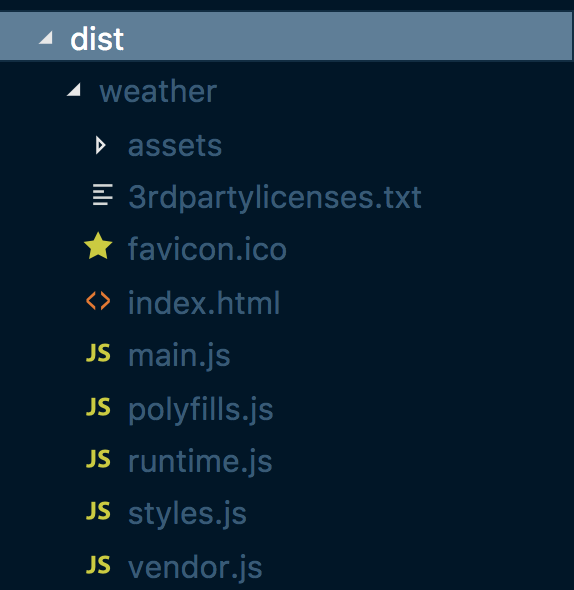 dist
weather
assets
3rdpartylicenses.txt
favicon.ico
index.html
JS main.js
JS polyfills.js
JS runtime.js
JS styles.js
JS vendor.js